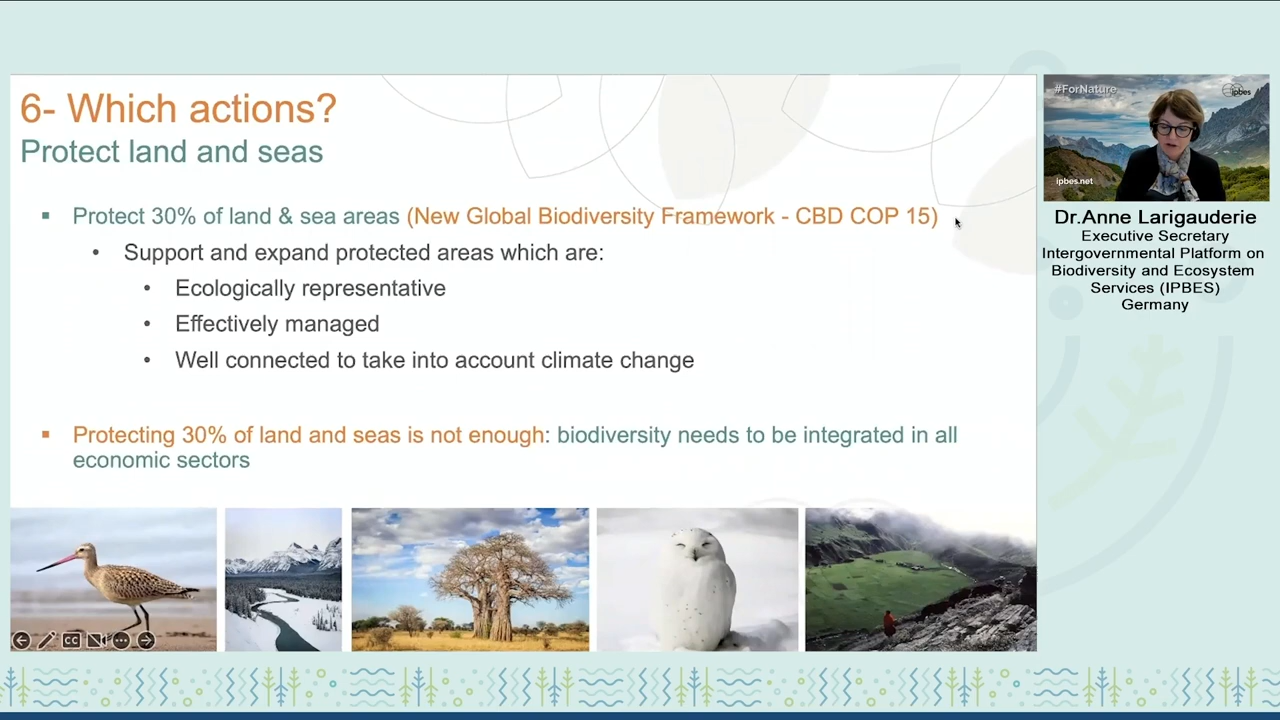 6- Which actions?
Protect land and seas
▪ Protect 30% of land & sea areas (New Global Biodiversity Framework - CBD COP 15)
• Support and expand protected areas which are:
• Ecologically representative
• Effectively managed
• Well connected to take into account climate change
▪ Protecting 30% of land and seas is not enough: biodiversity needs to be integrated in all
economic sectors
CC
#ForNature
ipbes
ipbes.net
Dr.Anne Larigauderie
Executive Secretary
Intergovernmental Platform on
Biodiversity and Ecosystem
Services (IPBES)
Germany